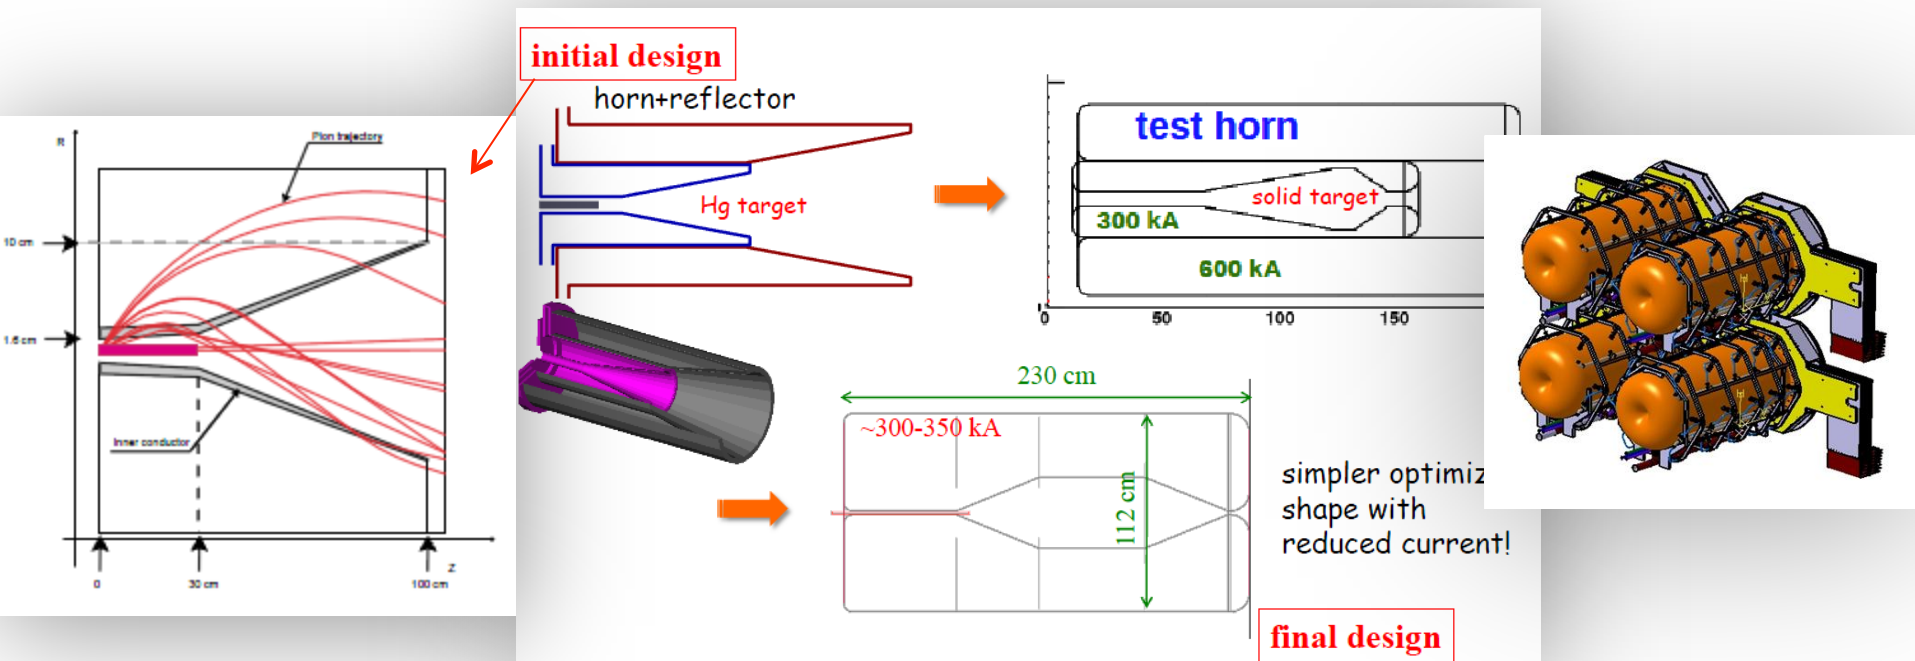 initial design
horn+reflector
Hg target
test horn
solid target
300 kA
600 kA
0
50
100
150
R
Pion trajectory
10 cm
1.6 cm
Inner conductor
Z
0
30 cm
100 cm
230 cm
~300-350 kA
112 cm
simpler optimiz
shape with
reduced current!
final design